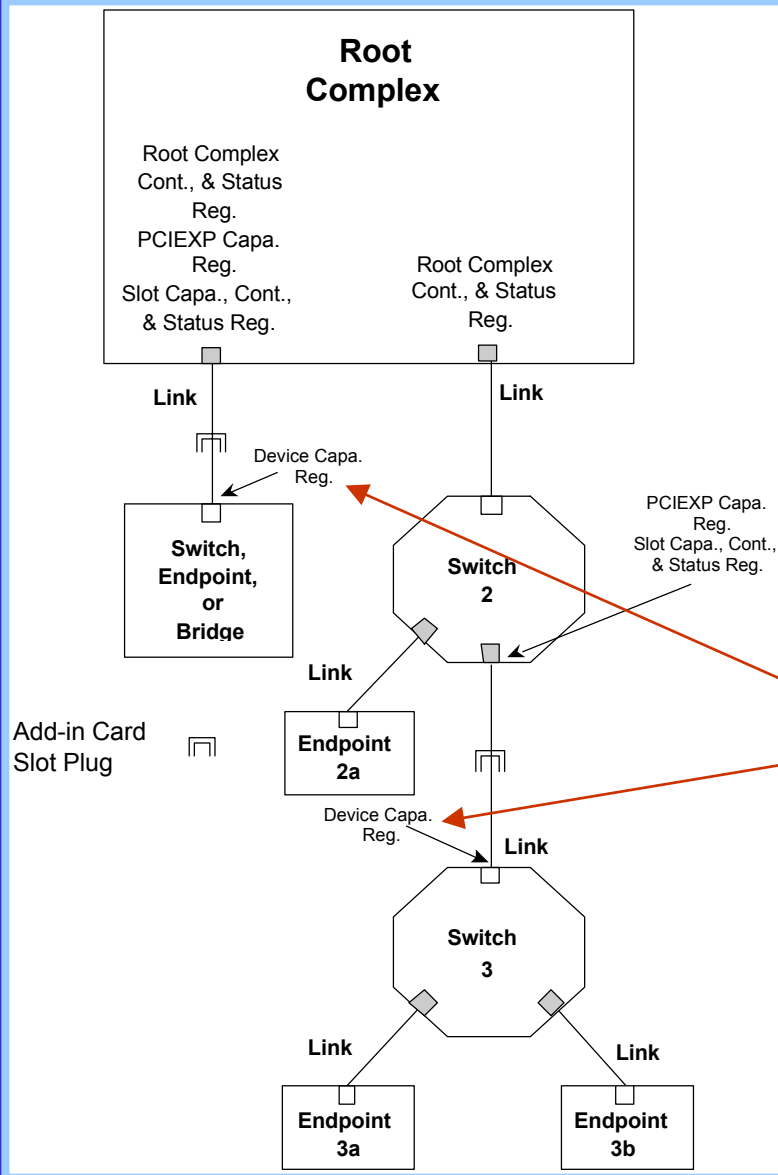 Root
Complex
Root Complex
Cont., & Status
Reg.
PCIEXP Capa.
Reg.
Slot Capa., Cont.,
& Status Reg.
Root Complex
Cont., & Status
Reg.
Link
Link
Device Capa.
Reg.
PCIEXP Capa.
Reg.
Slot Capa., Cont.,
& Status Reg.
Switch,
Endpoint,
or
Bridge
Switch
2
Link
Add-in Card
Slot Plug
Endpoint
2a
Device Capa.
Reg.
Link
Switch
3
Link
Link
Endpoint
3a
Endpoint
3b